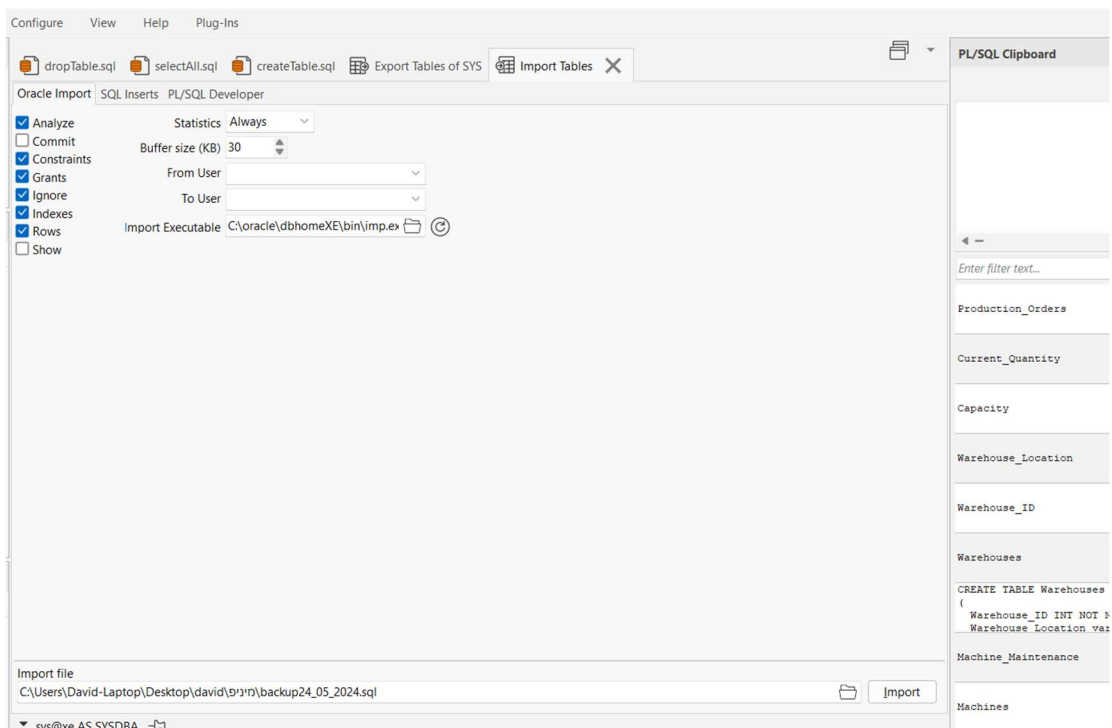 Configure View Help Plug-Ins
dropTable.sql selectAll.sql createTable.sql Export Tables of SYS Import Tables
Oracle Import SQL Inserts PL/SQL Developer
Analyze
Commit
Constraints
Grants
Ignore
Indexes
Rows
Show
Statistics Always
Buffer size (KB) 30
From User
To User
Import Executable C:\oracle\dbhomeXE\bin\imp.ex
Import file
C:\Users\David-Laptop\Desktop\david\מיניפ\backup24_05_2024.sql Import
sys@xe AS SYSDBA
PL/SQL Clipboard
Enter filter text...
Production_Orders
Current_Quantity
Capacity
Warehouse_Location
Warehouse_ID
Warehouses
CREATE TABLE Warehouses
(
Warehouse_ID INT NOT N
Warehouse_Location var
Machine_Maintenance
Machines